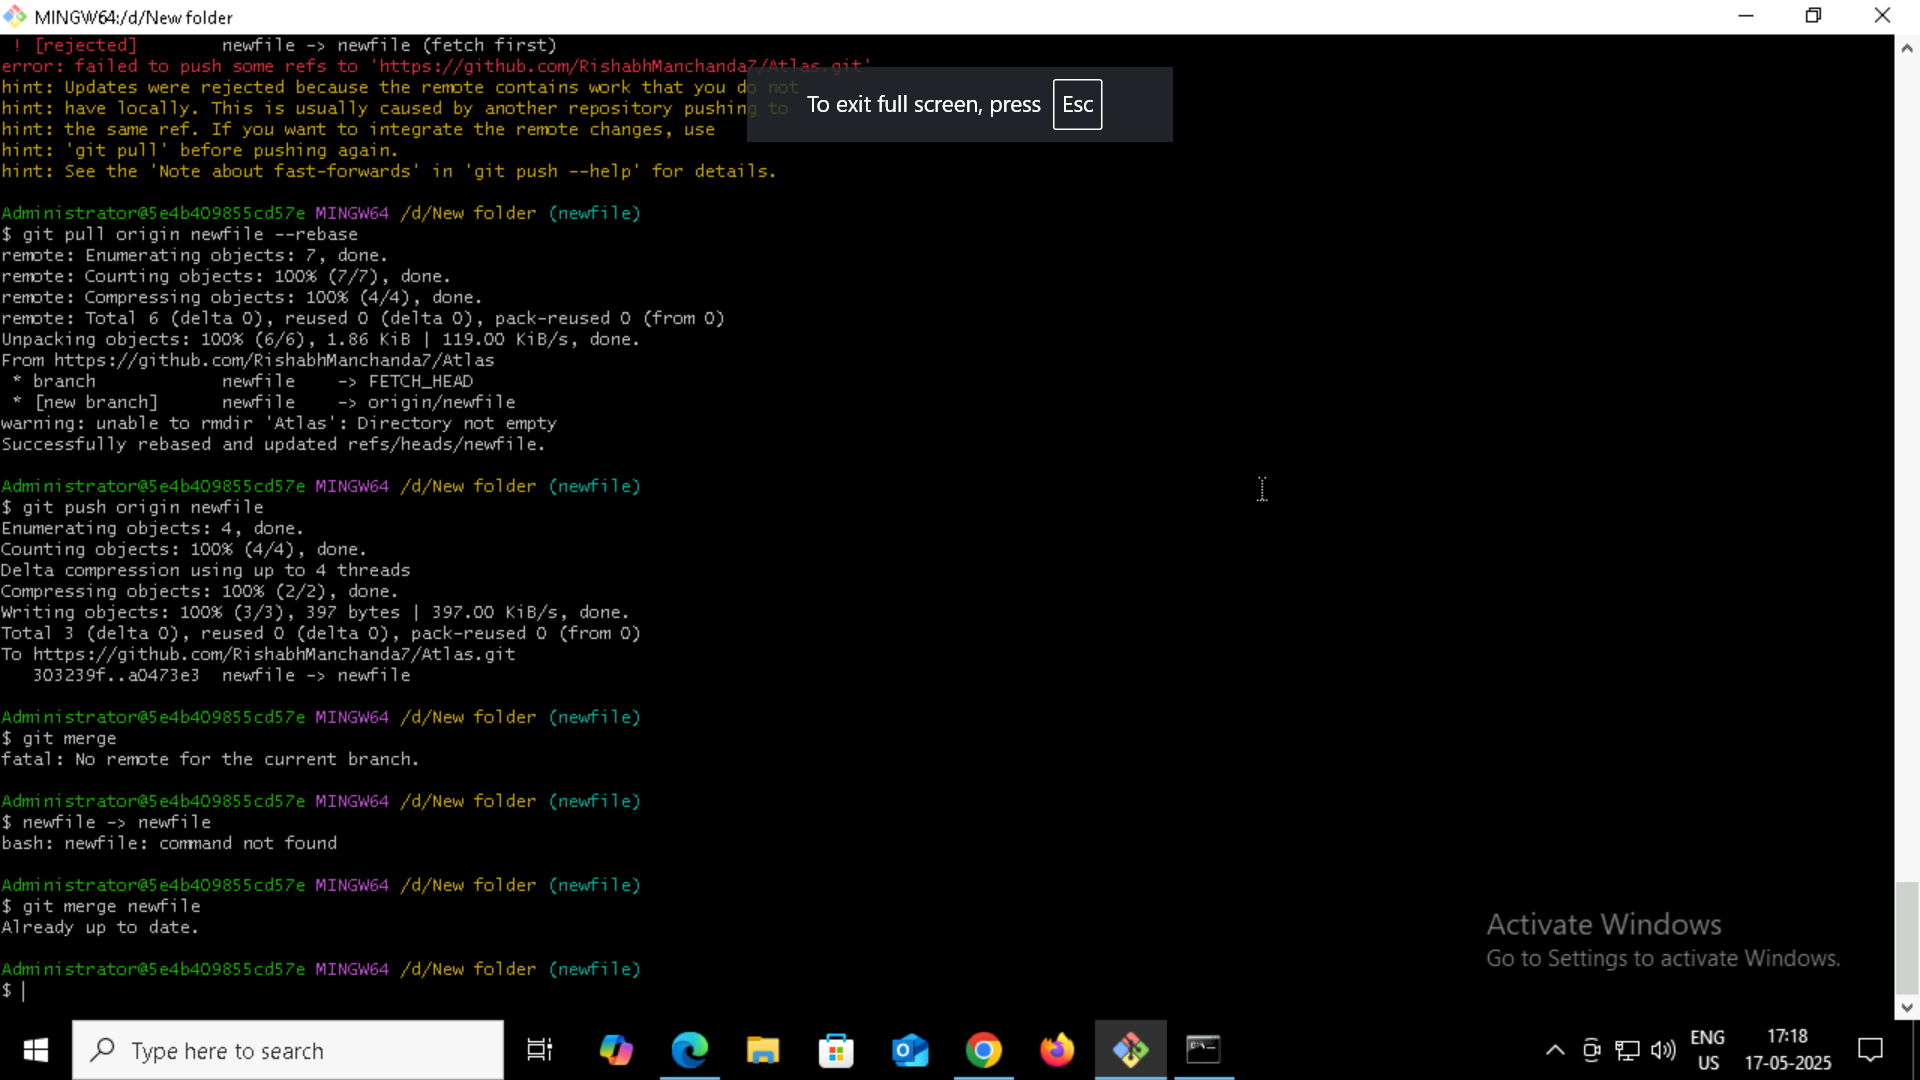 MINGW64:/d/New folder
! [rejected]        newfile -> newfile (fetch first)
error: failed to push some refs to 'https://github.com/RishabhManchanda7/Atlas.git'
hint: Updates were rejected because the remote contains work that you do not
hint: have locally. This is usually caused by another repository pushing to
hint: the same ref. If you want to integrate the remote changes, use
hint: 'git pull' before pushing again.
hint: See the 'Note about fast-forwards' in 'git push --help' for details.
To exit full screen, press Esc
Administrator@5e4b409855cd57e MINGW64 /d/New folder (newfile)
$ git pull origin newfile --rebase
remote: Enumerating objects: 7, done.
remote: Counting objects: 100% (7/7), done.
remote: Compressing objects: 100% (4/4), done.
remote: Total 6 (delta 0), reused 0 (delta 0), pack-reused 0 (from 0)
Unpacking objects: 100% (6/6), 1.86 KiB | 119.00 KiB/s, done.
From https://github.com/RishabhManchanda7/Atlas
* branch            newfile    -> FETCH_HEAD
* [new branch]      newfile    -> origin/newfile
warning: unable to rmdir 'Atlas': Directory not empty
Successfully rebased and updated refs/heads/newfile.
Administrator@5e4b409855cd57e MINGW64 /d/New folder (newfile)
$ git push origin newfile
Enumerating objects: 4, done.
Counting objects: 100% (4/4), done.
Delta compression using up to 4 threads
Compressing objects: 100% (2/2), done.
Writing objects: 100% (3/3), 397 bytes | 397.00 KiB/s, done.
Total 3 (delta 0), reused 0 (delta 0), pack-reused 0 (from 0)
To https://github.com/RishabhManchanda7/Atlas.git
303239f..a0473e3  newfile -> newfile
Administrator@5e4b409855cd57e MINGW64 /d/New folder (newfile)
$ git merge
fatal: No remote for the current branch.
Administrator@5e4b409855cd57e MINGW64 /d/New folder (newfile)
$ newfile -> newfile
bash: newfile: command not found
Administrator@5e4b409855cd57e MINGW64 /d/New folder (newfile)
$ git merge newfile
Already up to date.
Administrator@5e4b409855cd57e MINGW64 /d/New folder (newfile)
$
Activate Windows
Go to Settings to activate Windows.
Type here to search
ENG
US
17:18
17-05-2025